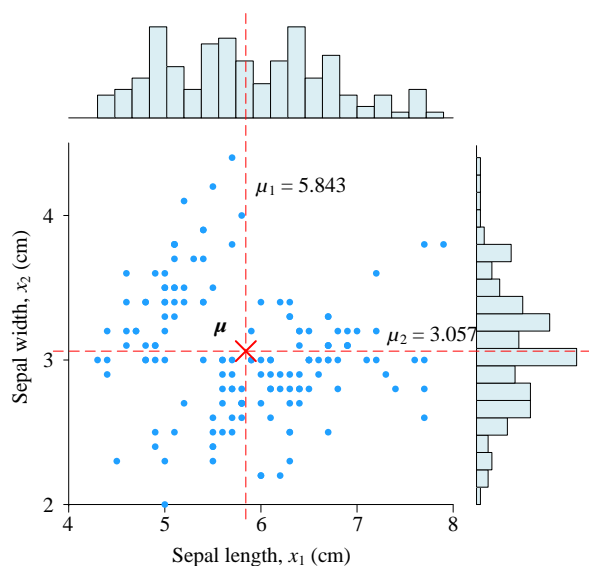 μ1 = 5.843
4
Sepal width, x2 (cm)
μ
μ2 = 3.057
3
2
4
5
6
7
8
Sepal length, x1 (cm)